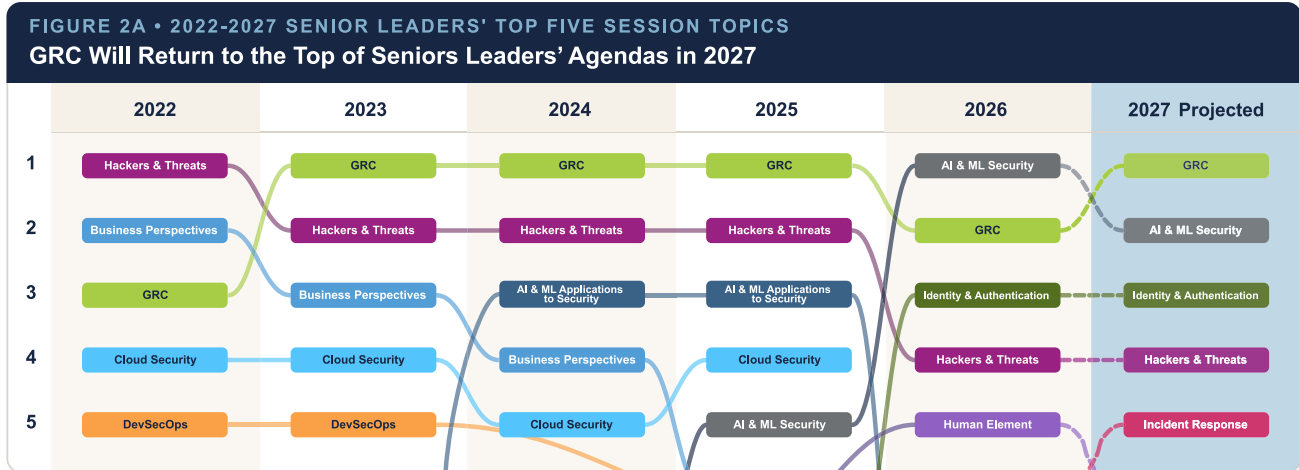 FIGURE 2A • 2022-2027 SENIOR LEADERS' TOP FIVE SESSION TOPICS
GRC Will Return to the Top of Seniors Leaders’ Agendas in 2027
2022 2023 2024 2025 2026 2027 Projected
1 Hackers & Threats GRC GRC GRC AI & ML Security GRC
2 Business Perspectives Hackers & Threats Hackers & Threats Hackers & Threats GRC AI & ML Security
3 GRC Business Perspectives AI & ML Applications to Security AI & ML Applications to Security Identity & Authentication Identity & Authentication
4 Cloud Security Cloud Security Business Perspectives Cloud Security Hackers & Threats Hackers & Threats
5 DevSecOps DevSecOps Cloud Security AI & ML Security Human Element Incident Response